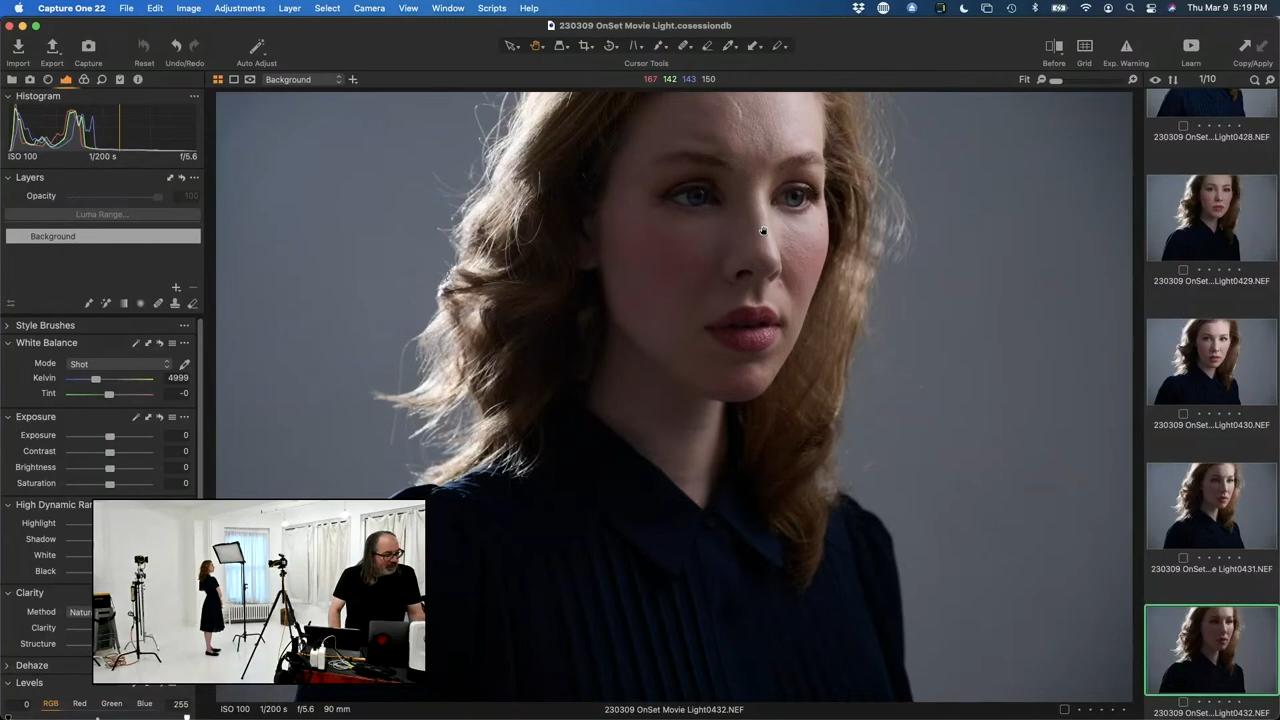 Capture One 22 File Edit Image Adjustments Layer Select Camera View Window Scripts Help Thu Mar 9 5:19 PM
230309 OnSet Movie Light.cosessiondb
Import Export Capture Reset Undo/Redo Auto Adjust Cursor Tools Before Grid Exp. Warning Learn Copy/Apply
Background 167 142 143 150 Fit 1/10
Histogram
ISO 100 1/200 s f/5.6
Layers
Opacity 100
Luma Range...
Background
Style Brushes
White Balance
Mode Shot
Kelvin 4999
Tint -0
Exposure
Exposure 0
Contrast 0
Brightness 0
Saturation 0
High Dynamic Ra
Highlight
Shadow
White
Black
Clarity
Method Natur
Clarity
Structure
Dehaze
Levels
0 RGB Red Green Blue 255
ISO 100 1/200 s f/5.6 90 mm 230309 OnSet Movie Light0432.NEF
230309 OnSet...Light0428.NEF
230309 OnSet...Light0429.NEF
230309 OnSet...Light0430.NEF
230309 OnSet...e Light0431.NEF
230309 OnSet Movie Light0432.NEF